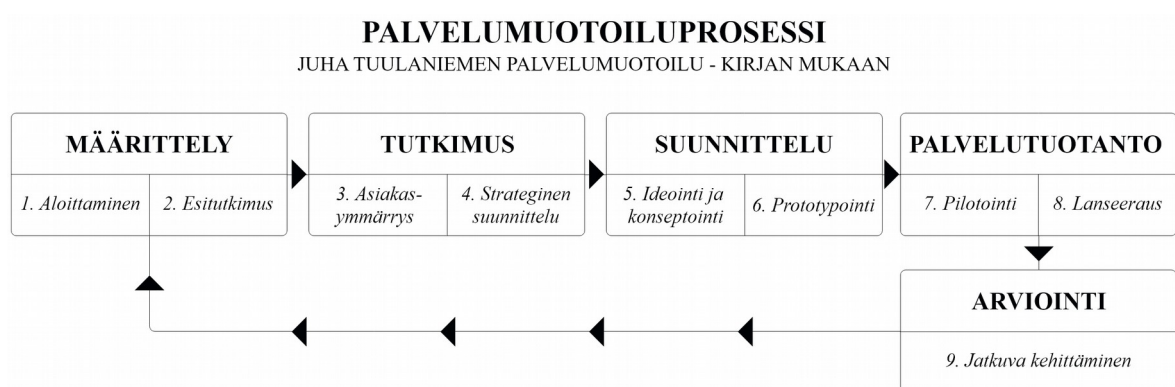 PALVELUMUOTOILUPROSESSI
JUHA TUULANIEMEN PALVELUMUOTOILU - KIRJAN MUKAAN
MÄÄRITTELY
1. Aloittaminen
2. Esitutkimus
TUTKIMUS
3. Asiakas-
ymmärrys
4. Strateginen
suunnittelu
SUUNNITTELU
5. Ideointi ja
konseptointi
6. Prototypointi
PALVELUTUOTANTO
7. Pilotointi
8. Lanseeraus
ARVIOINTI
9. Jatkuva kehittäminen